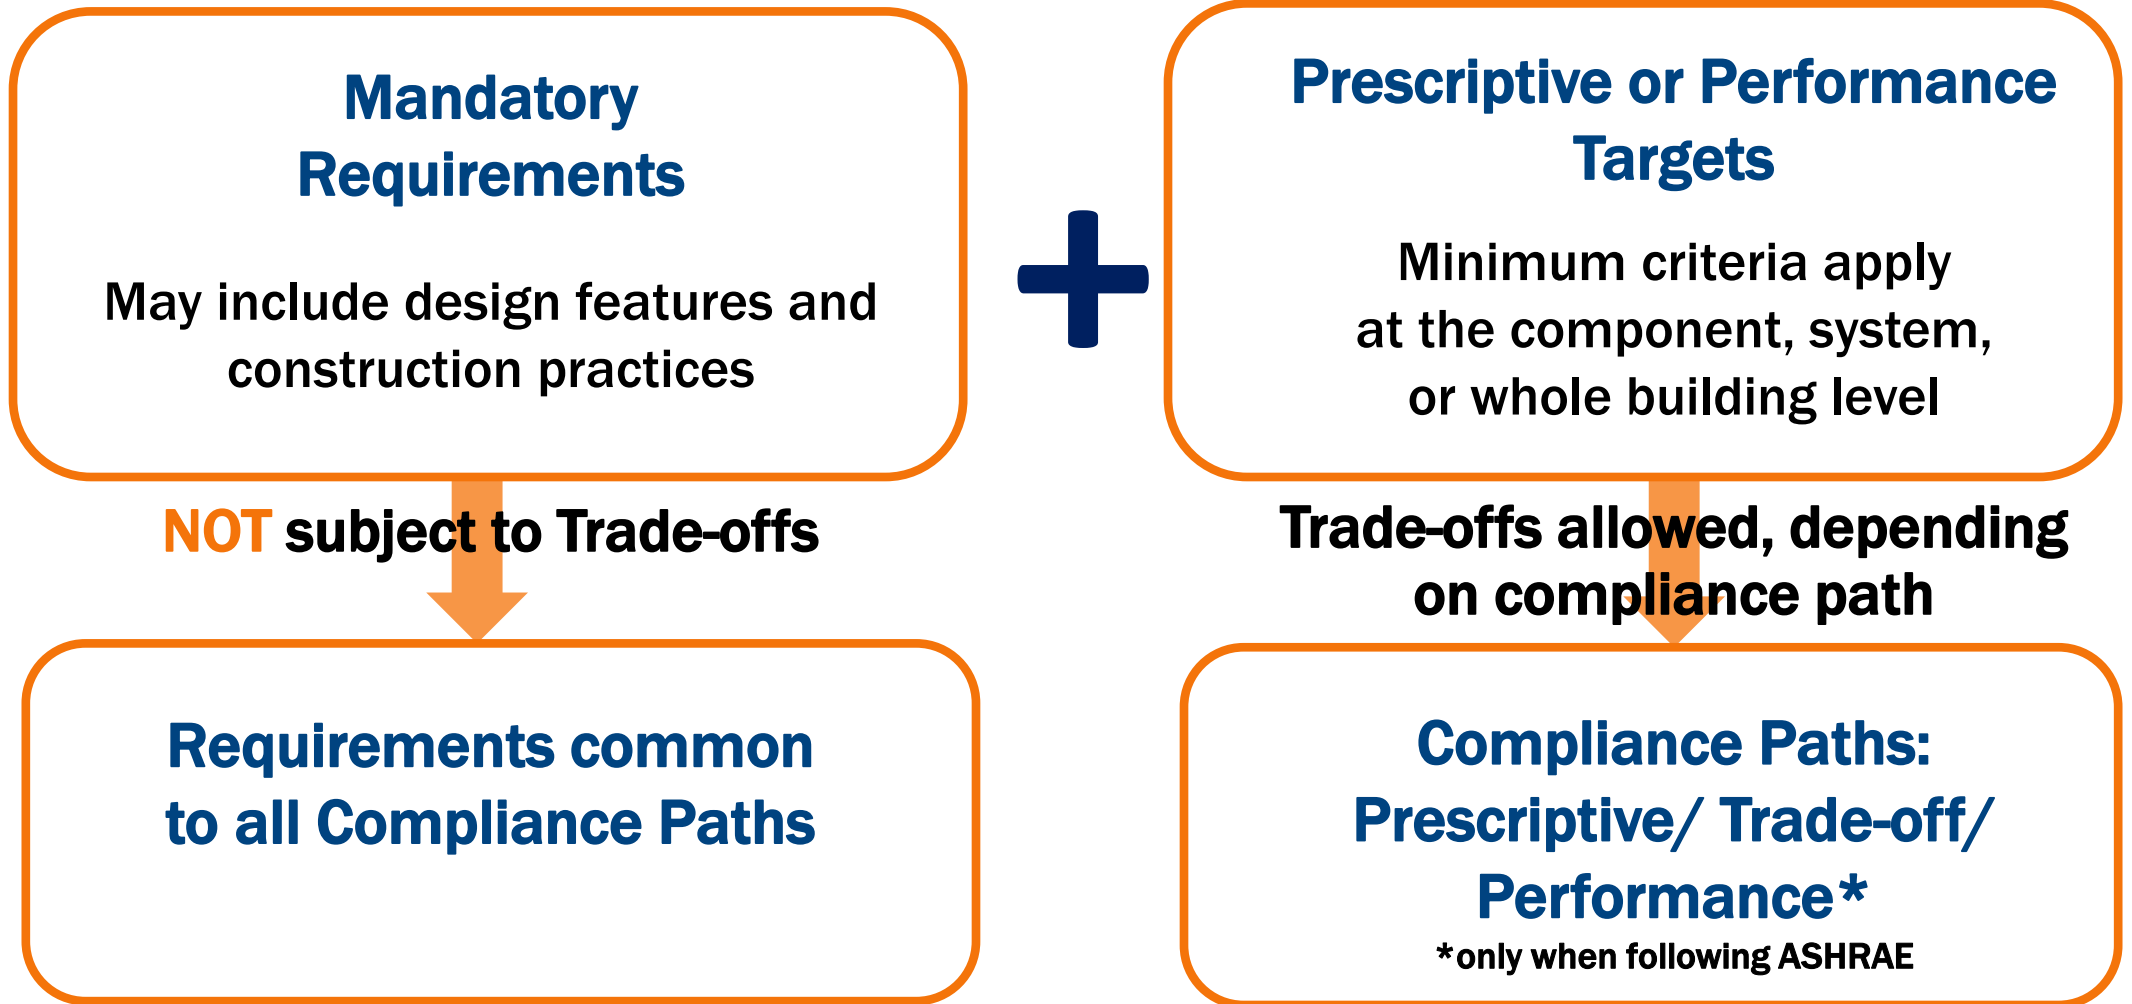 Mandatory
Requirements
May include design features and
construction practices
NOT subject to Trade-offs
Requirements common
to all Compliance Paths
+
Prescriptive or Performance
Targets
Minimum criteria apply
at the component, system,
or whole building level
Trade-offs allowed, depending
on compliance path
Compliance Paths:
Prescriptive/ Trade-off/
Performance*
*only when following ASHRAE